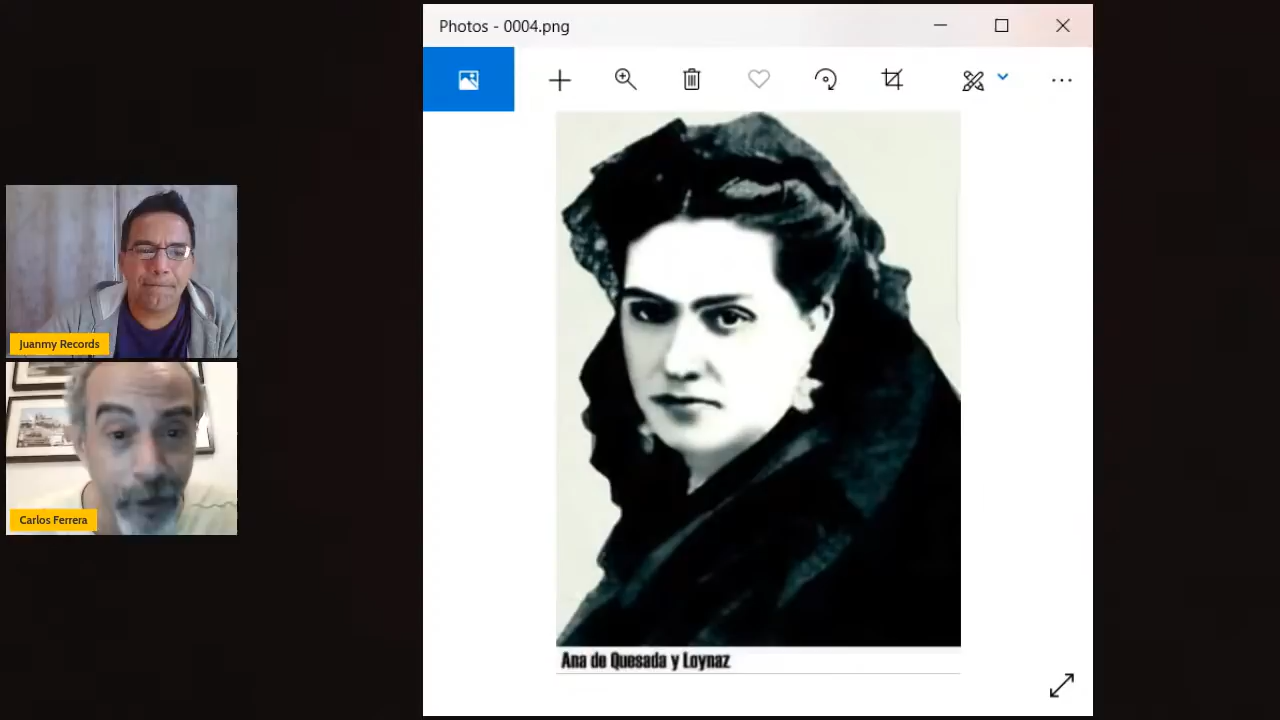 Photos - 0004.png
Juanmy Records
Carlos Ferrera
Ana de Quesada y Loynaz